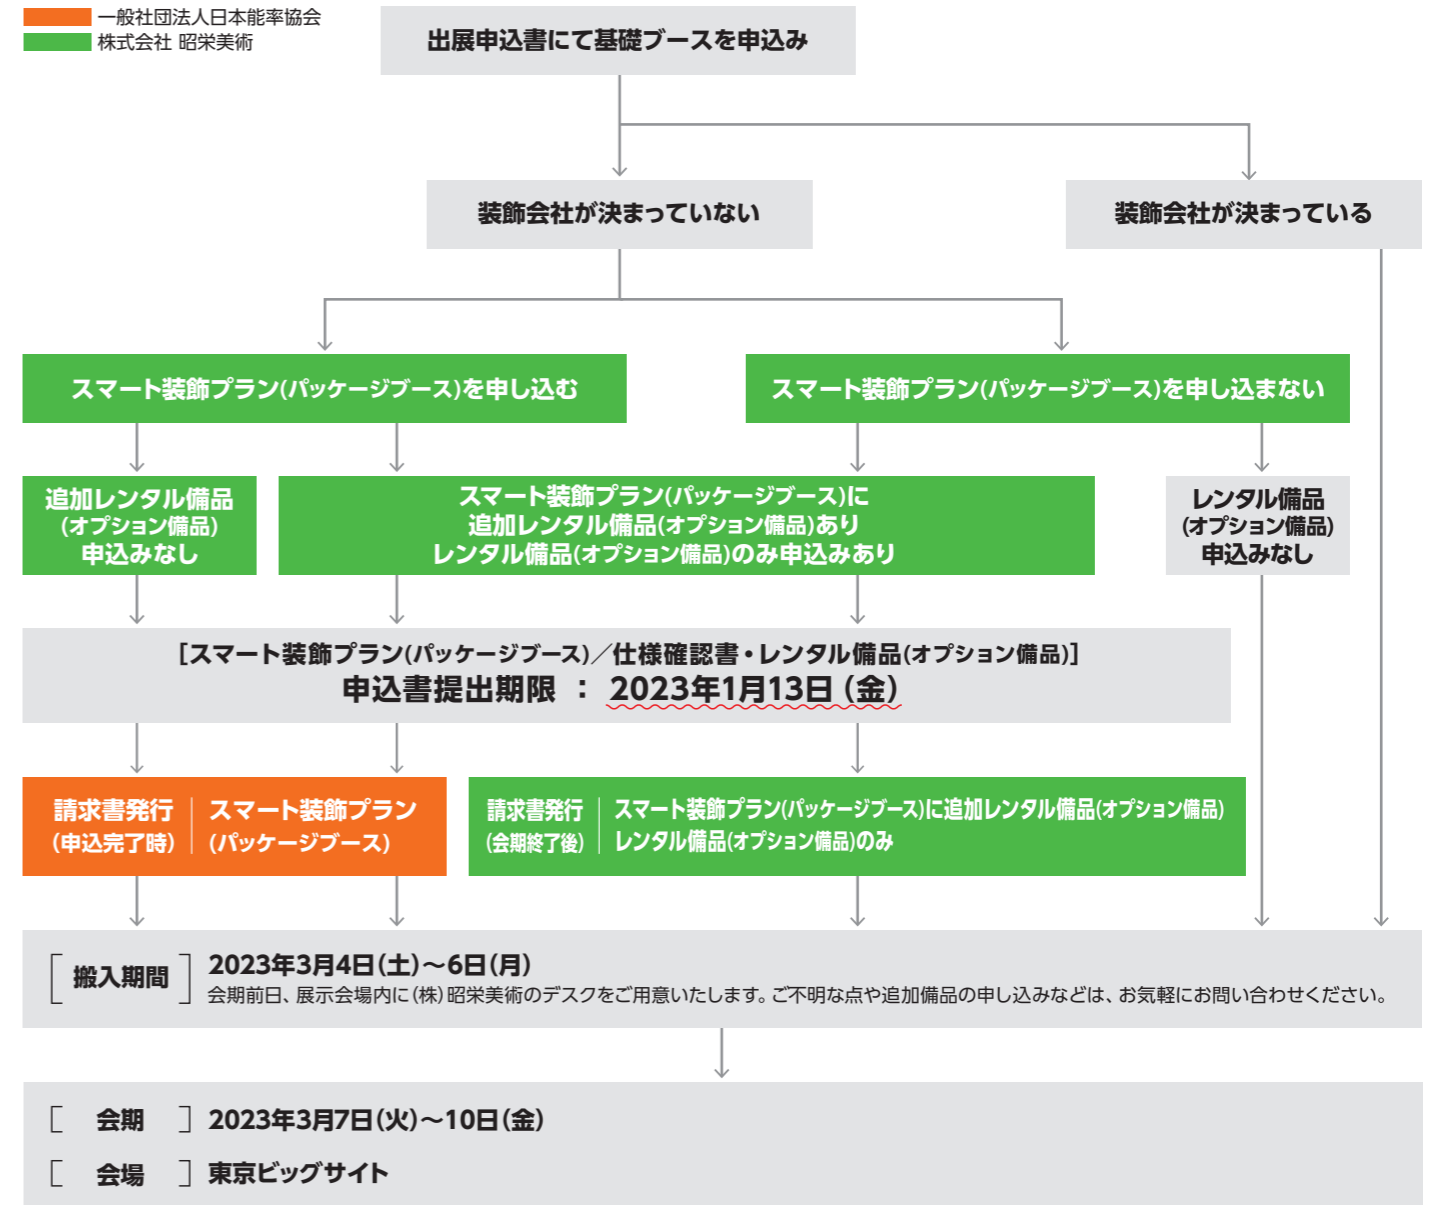 一般社団法人日本能率協会
株式会社 昭栄美術
出展申込書にて基礎ブースを申込み
装飾会社が決まっていない
装飾会社が決まっている
スマート装飾プラン(パッケージブース)を申し込む
スマート装飾プラン(パッケージブース)を申し込まない
追加レンタル備品
(オプション備品)
申込みなし
スマート装飾プラン(パッケージブース)に
追加レンタル備品(オプション備品)あり
レンタル備品(オプション備品)のみ申込みあり
レンタル備品
(オプション備品)
申込みなし
[スマート装飾プラン(パッケージブース)／仕様確認書・レンタル備品(オプション備品)]
申込書提出期限 ： 2023年1月13日(金)
請求書発行
(申込完了時)
スマート装飾プラン
(パッケージブース)
請求書発行
(会期終了後)
スマート装飾プラン(パッケージブース)に追加レンタル備品(オプション備品)
レンタル備品(オプション備品)のみ
[搬入期間] 2023年3月4日(土)〜6日(月)
会期前日、展示会場内に(株)昭栄美術のデスクをご用意いたします。ご不明な点や追加備品の申し込みなどは、お気軽にお問い合わせください。
[会期] 2023年3月7日(火)〜10日(金)
[会場] 東京ビッグサイト